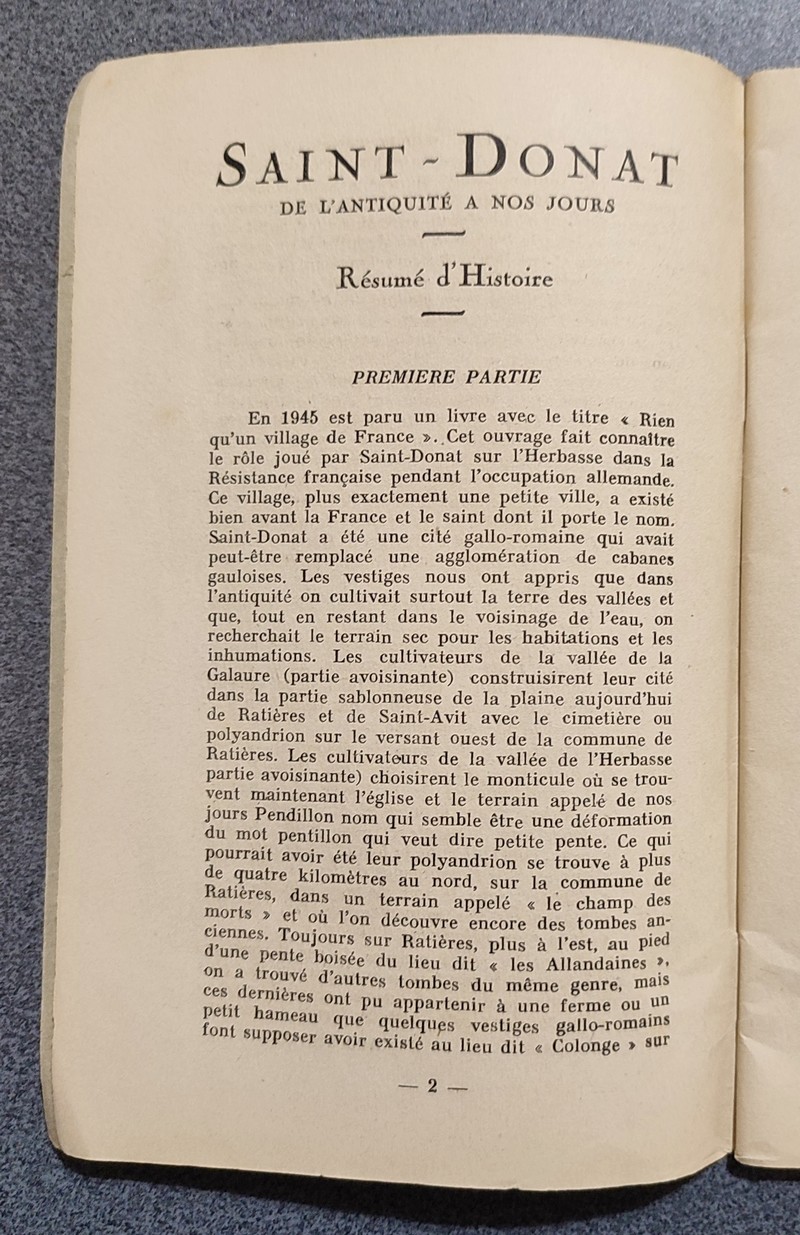 SAINT-DONAT
DE L'ANTIQUITÉ A NOS JOURS
Résumé d'Histoire
PREMIERE PARTIE
En 1945 est paru un livre avec le titre « Rien
qu'un village de France ». Cet ouvrage fait connaître
le rôle joué par Saint-Donat sur l'Herbasse dans la
Résistance française pendant l'occupation allemande.
Ce village, plus exactement une petite ville, a existé
bien avant la France et le saint dont il porte le nom.
Saint-Donat a été une cité gallo-romaine qui avait
peut-être remplacé une agglomération de cabanes
gauloises. Les vestiges nous ont appris que dans
l'antiquité on cultivait surtout la terre des vallées et
que, tout en restant dans le voisinage de l'eau, on
recherchait le terrain sec pour les habitations et les
inhumations. Les cultivateurs de la vallée de la
Galaure (partie avoisinante) construisirent leur cité
dans la partie sablonneuse de la plaine aujourd'hui
de Ratières et de Saint-Avit avec le cimetière ou
polyandrion sur le versant ouest de la commune de
Ratières. Les cultivateurs de la vallée de l'Herbasse
partie avoisinante) choisirent le monticule où se trou-
vent maintenant l'église et le terrain appelé de nos
jours Pendillon nom qui semble être une déformation
du mot pentillon qui veut dire petite pente. Ce qui
pourrait avoir été leur polyandrion se trouve à plus
de quatre kilomètres au nord, sur la commune de
Ratières, dans un terrain appelé « le champ des
morts » et où l'on découvre encore des tombes an-
ciennes. Toujours sur Ratières, plus à l'est, au pied
d'une pente boisée du lieu dit « les Allandaines »,
on a trouvé d'autres tombes du même genre, mais
ces dernières ont pu appartenir à une ferme ou un
petit hameau que quelques vestiges gallo-romains
font supposer avoir existé au lieu dit « Colonge » sur
— 2 —